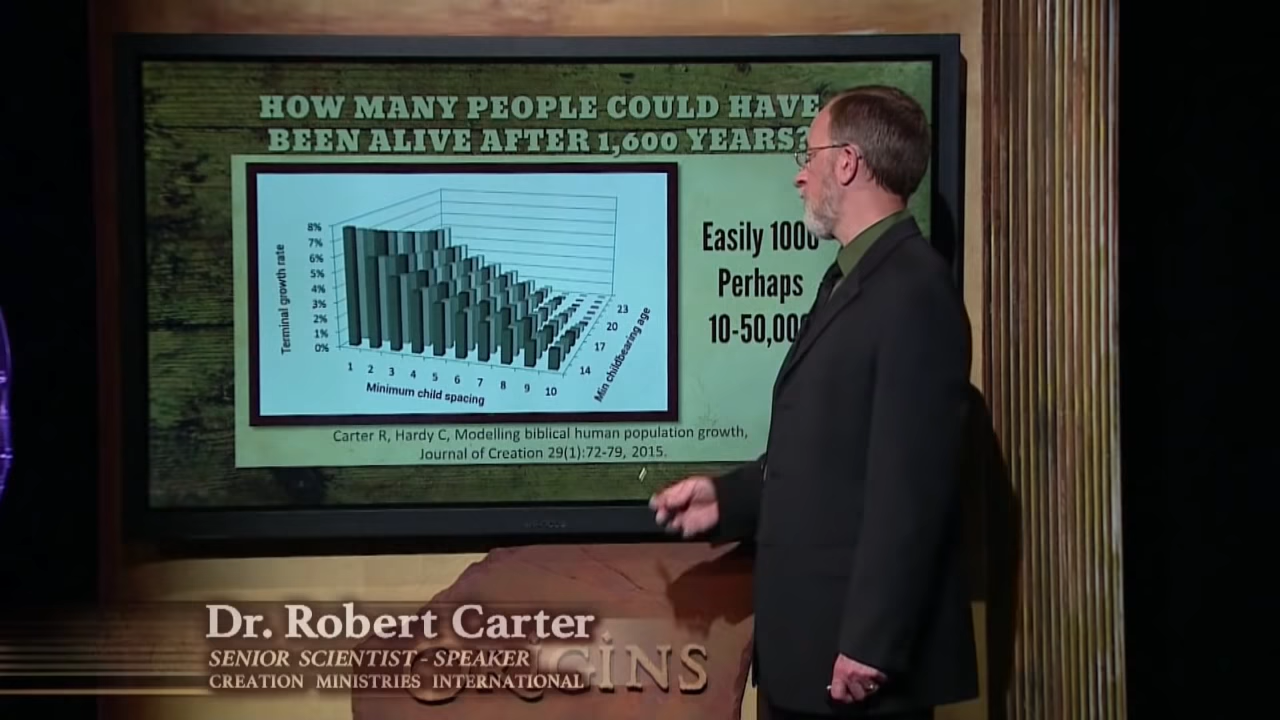 HOW MANY PEOPLE COULD HAVE
BEEN ALIVE AFTER 1,600 YEARS?
8%
7%
6%
5%
4%
3%
2%
1%
0%
Terminal growth rate
1 2 3 4 5 6 7 8 9 10
Minimum child spacing
23
20
17
14
Min childbearing age
Easily
Perhaps
Carter R, Hardy C, Modelling biblical human population growth,
Journal of Creation 29(1):72-79, 2015.
Dr. Robert Carter
SENIOR SCIENTIST - SPEAKER
CREATION MINISTRIES INTERNATIONAL
ORIGINS